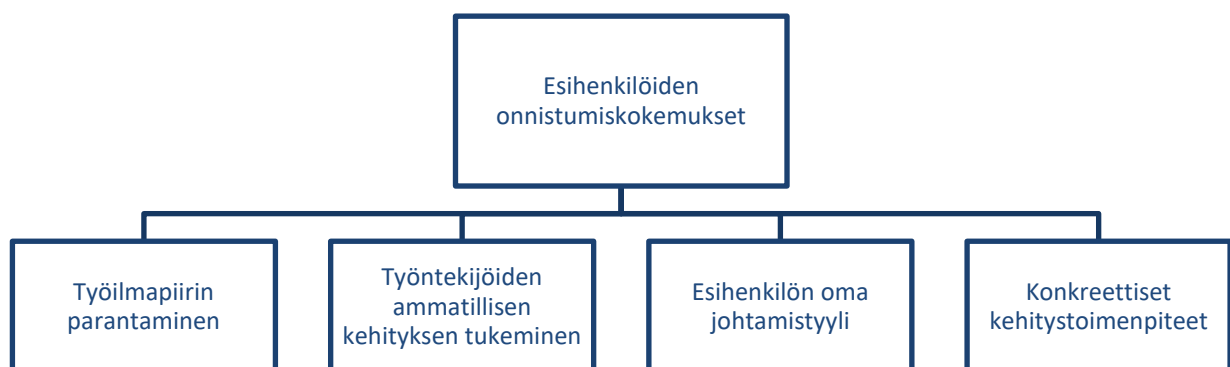 Esihenkilöiden
onnistumiskokemukset
Työilmapiirin
parantaminen
Työntekijöiden
ammatillisen
kehityksen tukeminen
Esihenkilön oma
johtamistyyli
Konkreettiset
kehitystoimenpiteet